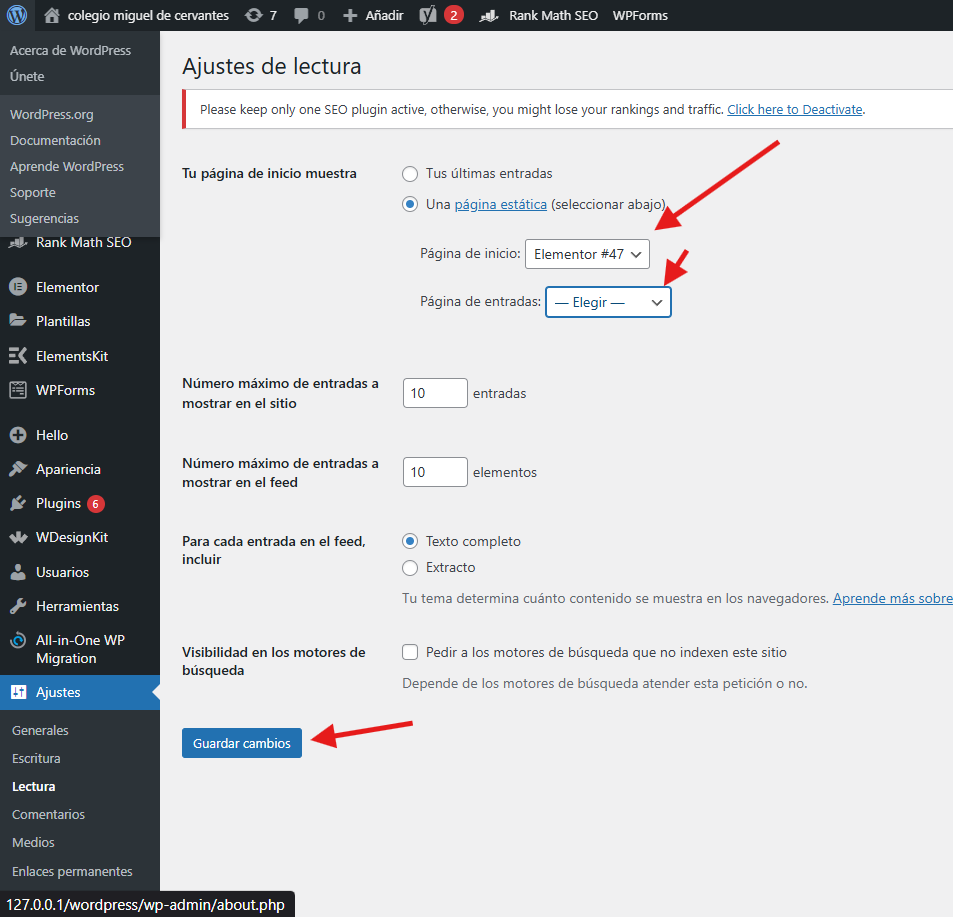 colegio miguel de cervantes 7 0 Añadir 2 Rank Math SEO WPForms
Acerca de WordPress
Únete
WordPress.org
Documentación
Aprende WordPress
Soporte
Sugerencias
Rank Math SEO
Elementor
Plantillas
ElementsKit
WPForms
Hello
Apariencia
Plugins 6
WDesignKit
Usuarios
Herramientas
All-in-One WP
Migration
Ajustes
Generales
Escritura
Lectura
Comentarios
Medios
Enlaces permanentes
127.0.0.1/wordpress/wp-admin/about.php
Ajustes de lectura
Please keep only one SEO plugin active, otherwise, you might lose your rankings and traffic. Click here to Deactivate.
Tu página de inicio muestra
Tus últimas entradas
Una página estática (seleccionar abajo)
Página de inicio: Elementor #47
Página de entradas: — Elegir —
Número máximo de entradas a
mostrar en el sitio
10 entradas
Número máximo de entradas a
mostrar en el feed
10 elementos
Para cada entrada en el feed,
incluir
Texto completo
Extracto
Tu tema determina cuánto contenido se muestra en los navegadores. Aprende más sobre
Visibilidad en los motores de
búsqueda
Pedir a los motores de búsqueda que no indexen este sitio
Depende de los motores de búsqueda atender esta petición o no.
Guardar cambios